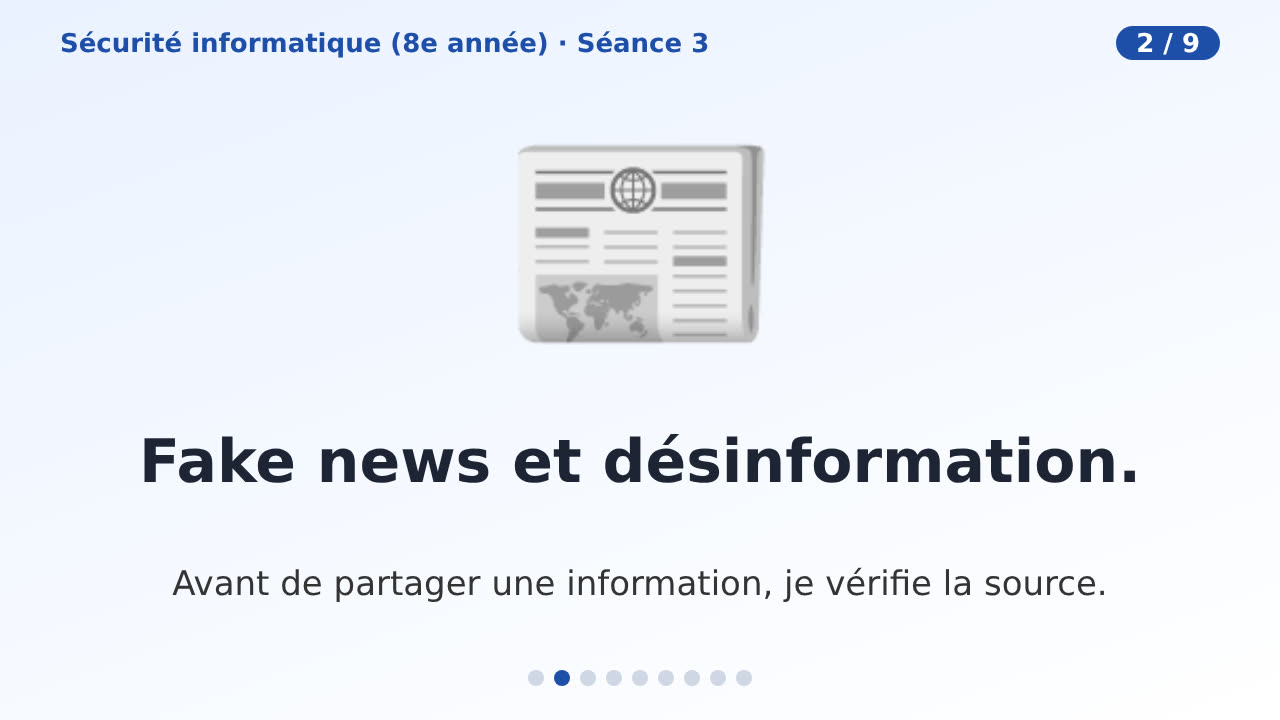 Sécurité informatique (8e année) · Séance 3
2 / 9
Fake news et désinformation.
Avant de partager une information, je vérifie la source.